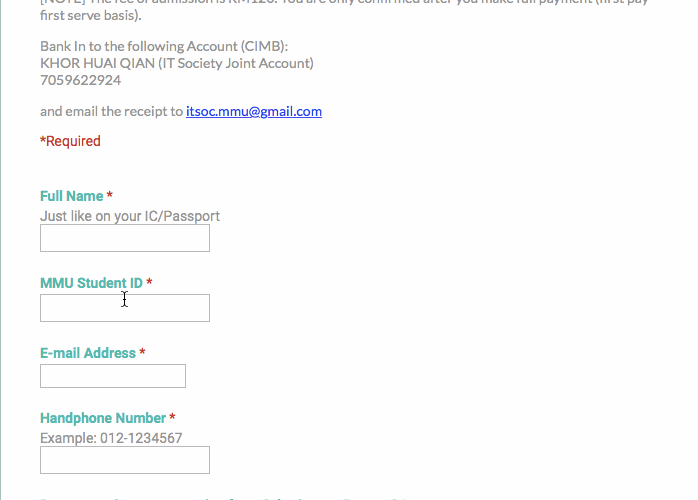 [NOTE] The fee of admission is RM120. You are only confirmed after you make full payment (first pay
first serve basis).
Bank In to the following Account (CIMB):
KHOR HUAI QIAN (IT Society Joint Account)
7059622924
and email the receipt to itsoc.mmu@gmail.com
*Required
Full Name *
Just like on your IC/Passport
MMU Student ID *
E-mail Address *
Handphone Number *
Example: 012-1234567